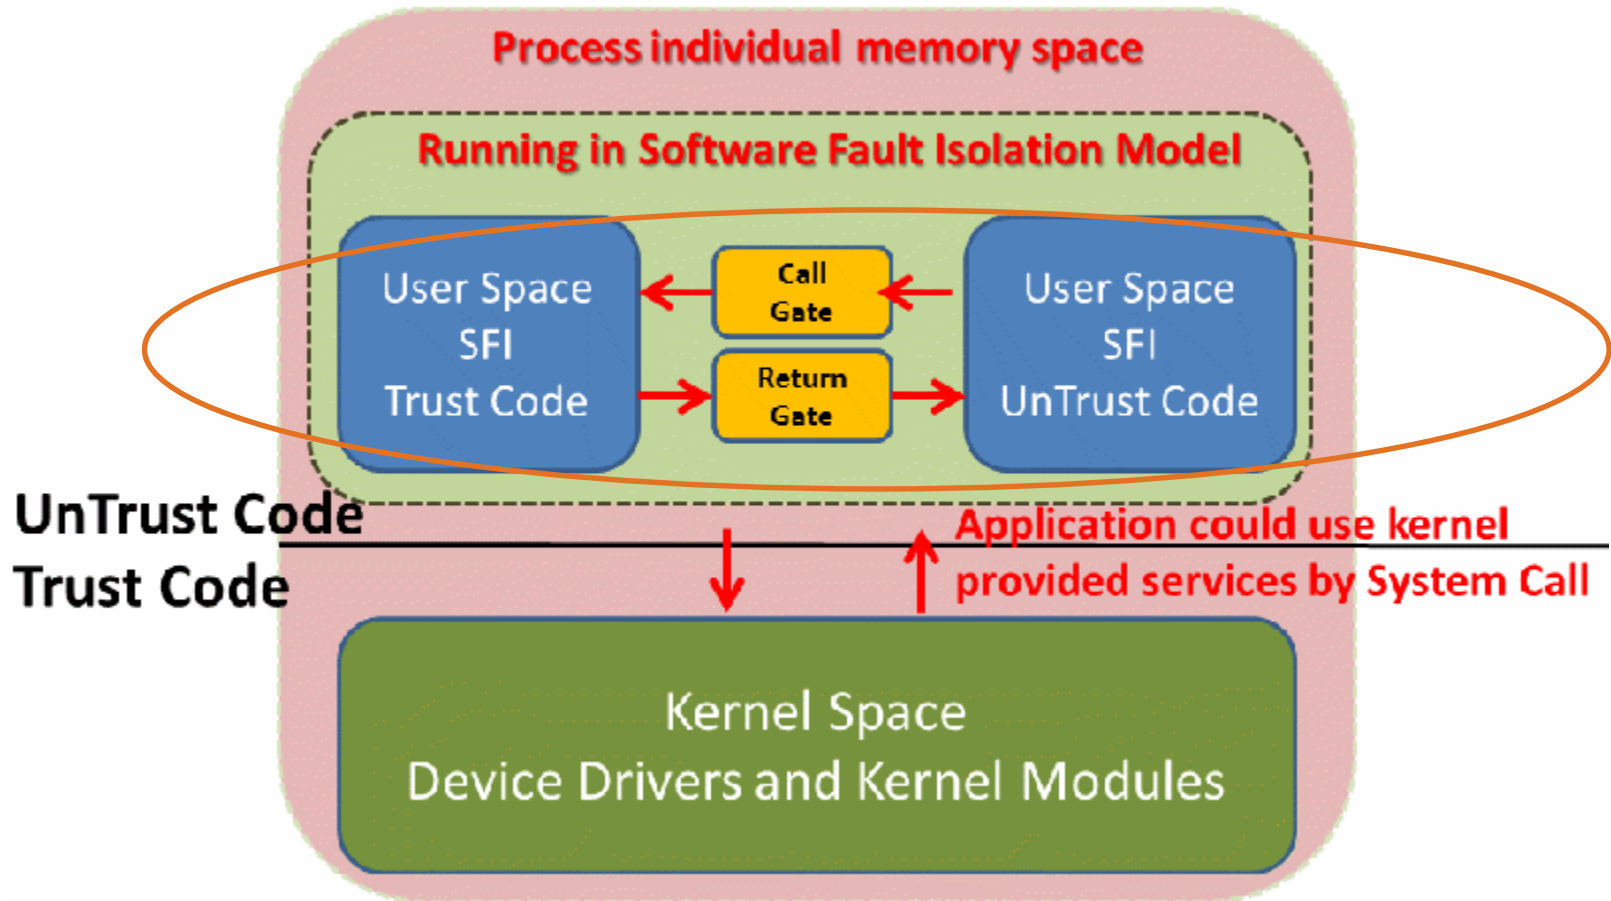 Process individual memory space
Running in Software Fault Isolation Model
User Space
SFI
Trust Code
Call
Gate
Return
Gate
User Space
SFI
UnTrust Code
UnTrust Code
Trust Code
Application could use kernel
provided services by System Call
Kernel Space
Device Drivers and Kernel Modules